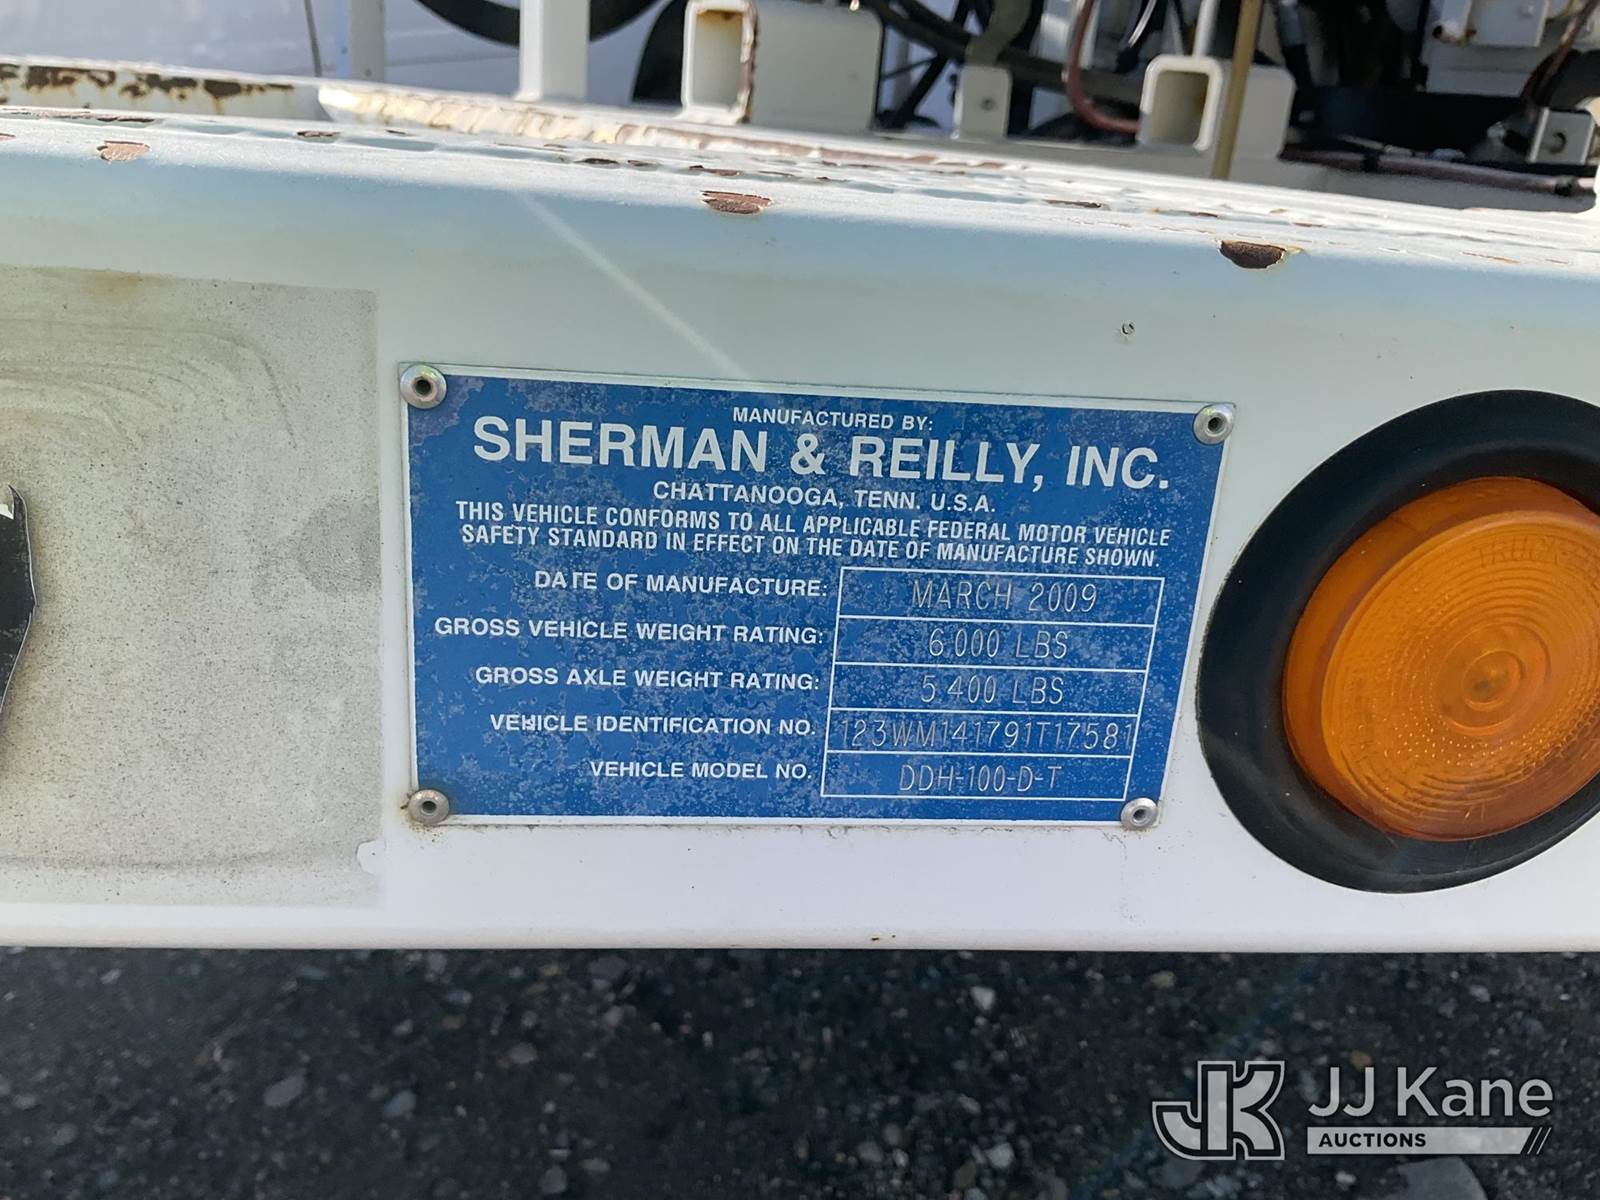 MANUFACTURED BY:
SHERMAN & REILLY, INC.
CHATTANOOGA, TENN. U.S.A.
THIS VEHICLE CONFORMS TO ALL APPLICABLE FEDERAL MOTOR VEHICLE
SAFETY STANDARD IN EFFECT ON THE DATE OF MANUFACTURE SHOWN.
DATE OF MANUFACTURE: MARCH 2009
GROSS VEHICLE WEIGHT RATING: 6,000 LBS
GROSS AXLE WEIGHT RATING: 5,400 LBS
VEHICLE IDENTIFICATION NO. 123WM141791T17581
VEHICLE MODEL NO. DDH-100-D-T
JK JJ Kane
AUCTIONS